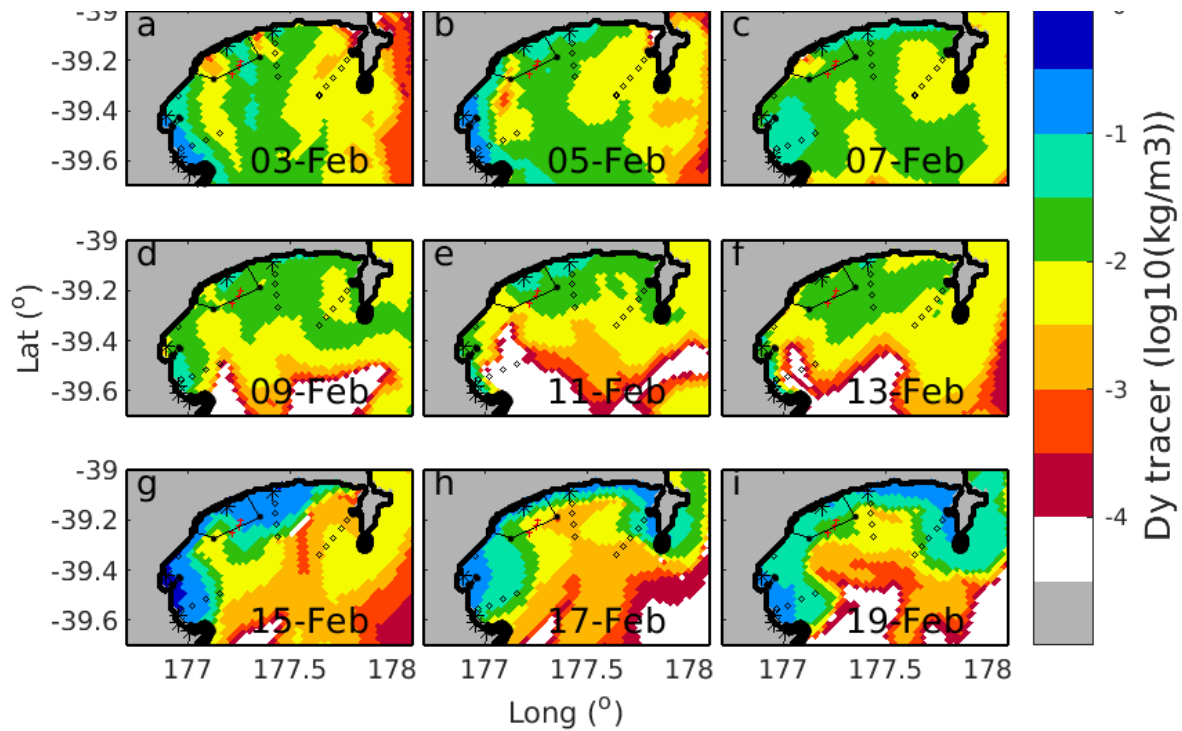 a b c
-39
-39.2
-39.4
-39.6
03-Feb 05-Feb 07-Feb
d e f
-39
-39.2
-39.4
-39.6
09-Feb 11-Feb 13-Feb
g h i
-39
-39.2
-39.4
-39.6
15-Feb 17-Feb 19-Feb
177 177.5 178 177 177.5 178 177 177.5 178
Long (o)
Lat (o)
-1
-2
-3
-4
Dy tracer (log10(kg/m3))